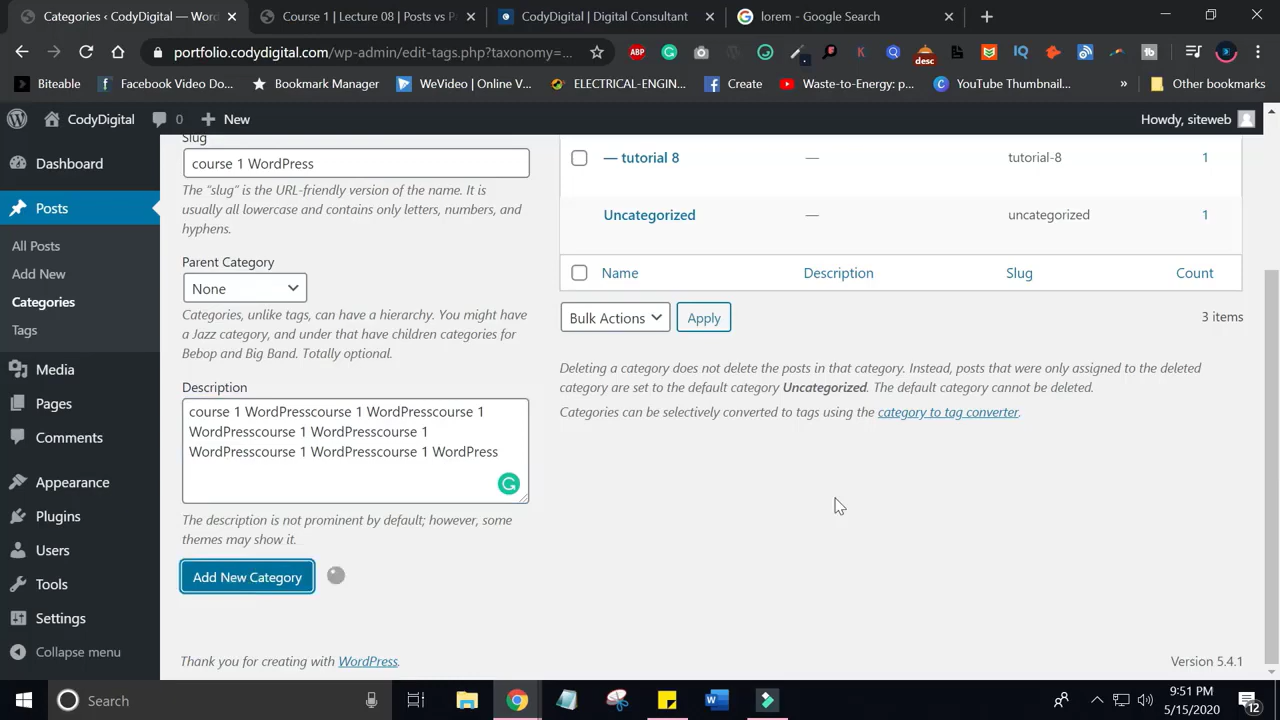 Categories ‹ CodyDigital — Word
Course 1 | Lecture 08 | Posts vs P
CodyDigital | Digital Consultant
lorem - Google Search
portfolio.codydigital.com/wp-admin/edit-tags.php?taxonomy=...
ABP
desc
Biteable
Facebook Video Do...
Bookmark Manager
WeVideo | Online V...
ELECTRICAL-ENGIN...
Create
Waste-to-Energy: p...
YouTube Thumbnai...
»
Other bookmarks
CodyDigital
0
New
Howdy, siteweb
Dashboard
Posts
All Posts
Add New
Categories
Tags
Media
Pages
Comments
Appearance
Plugins
Users
Tools
Settings
Collapse menu
Slug
course 1 WordPress
The “slug” is the URL-friendly version of the name. It is
usually all lowercase and contains only letters, numbers, and
hyphens.
Parent Category
None
Categories, unlike tags, can have a hierarchy. You might have
a Jazz category, and under that have children categories for
Bebop and Big Band. Totally optional.
Description
course 1 WordPresscourse 1 WordPresscourse 1
WordPresscourse 1 WordPresscourse 1
WordPresscourse 1 WordPresscourse 1 WordPress
The description is not prominent by default; however, some
themes may show it.
Add New Category
— tutorial 8 — tutorial-8 1
Uncategorized — uncategorized 1
Name Description Slug Count
Bulk Actions Apply 3 items
Deleting a category does not delete the posts in that category. Instead, posts that were only assigned to the deleted
category are set to the default category Uncategorized. The default category cannot be deleted.
Categories can be selectively converted to tags using the category to tag converter.
Thank you for creating with WordPress.
Version 5.4.1
Search
9:51 PM
5/15/2020
12